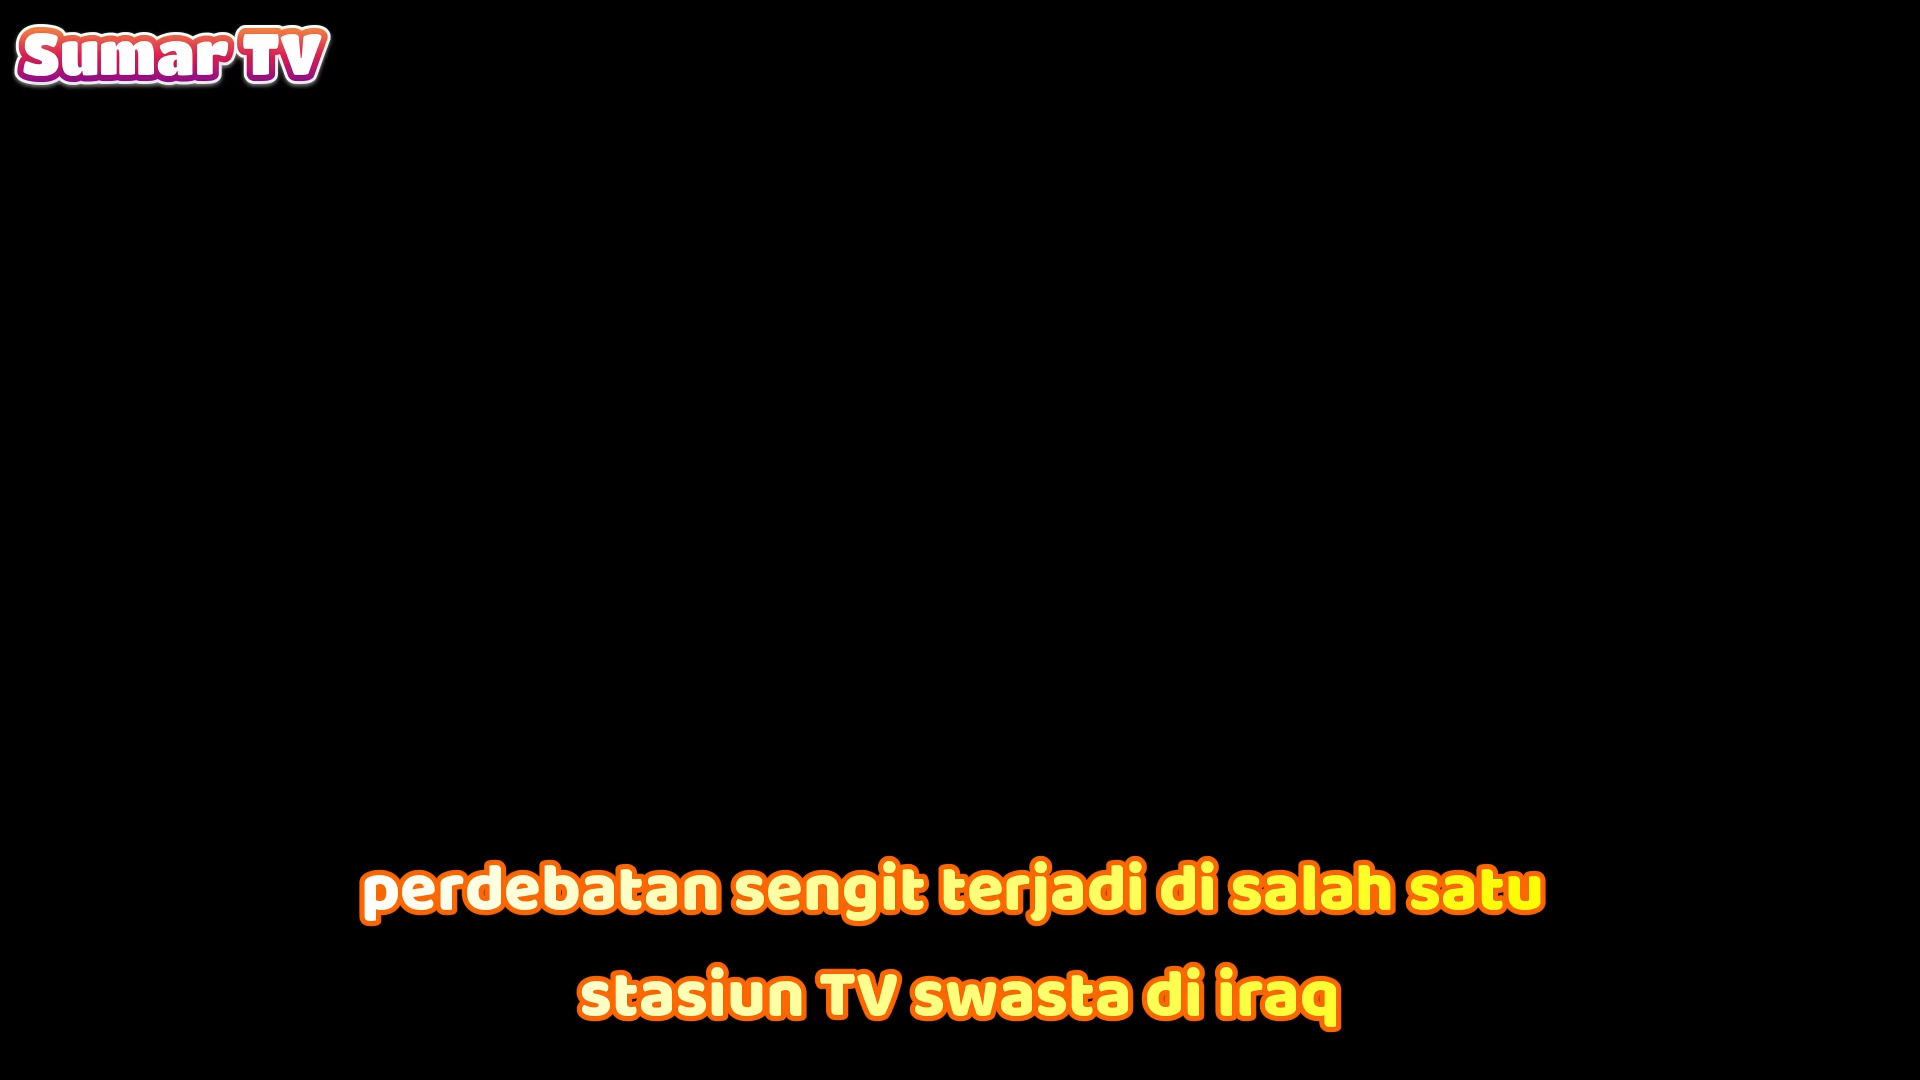 Sumar TV
perdebatan sengit terjadi di salah satu
stasiun TV swasta di iraq